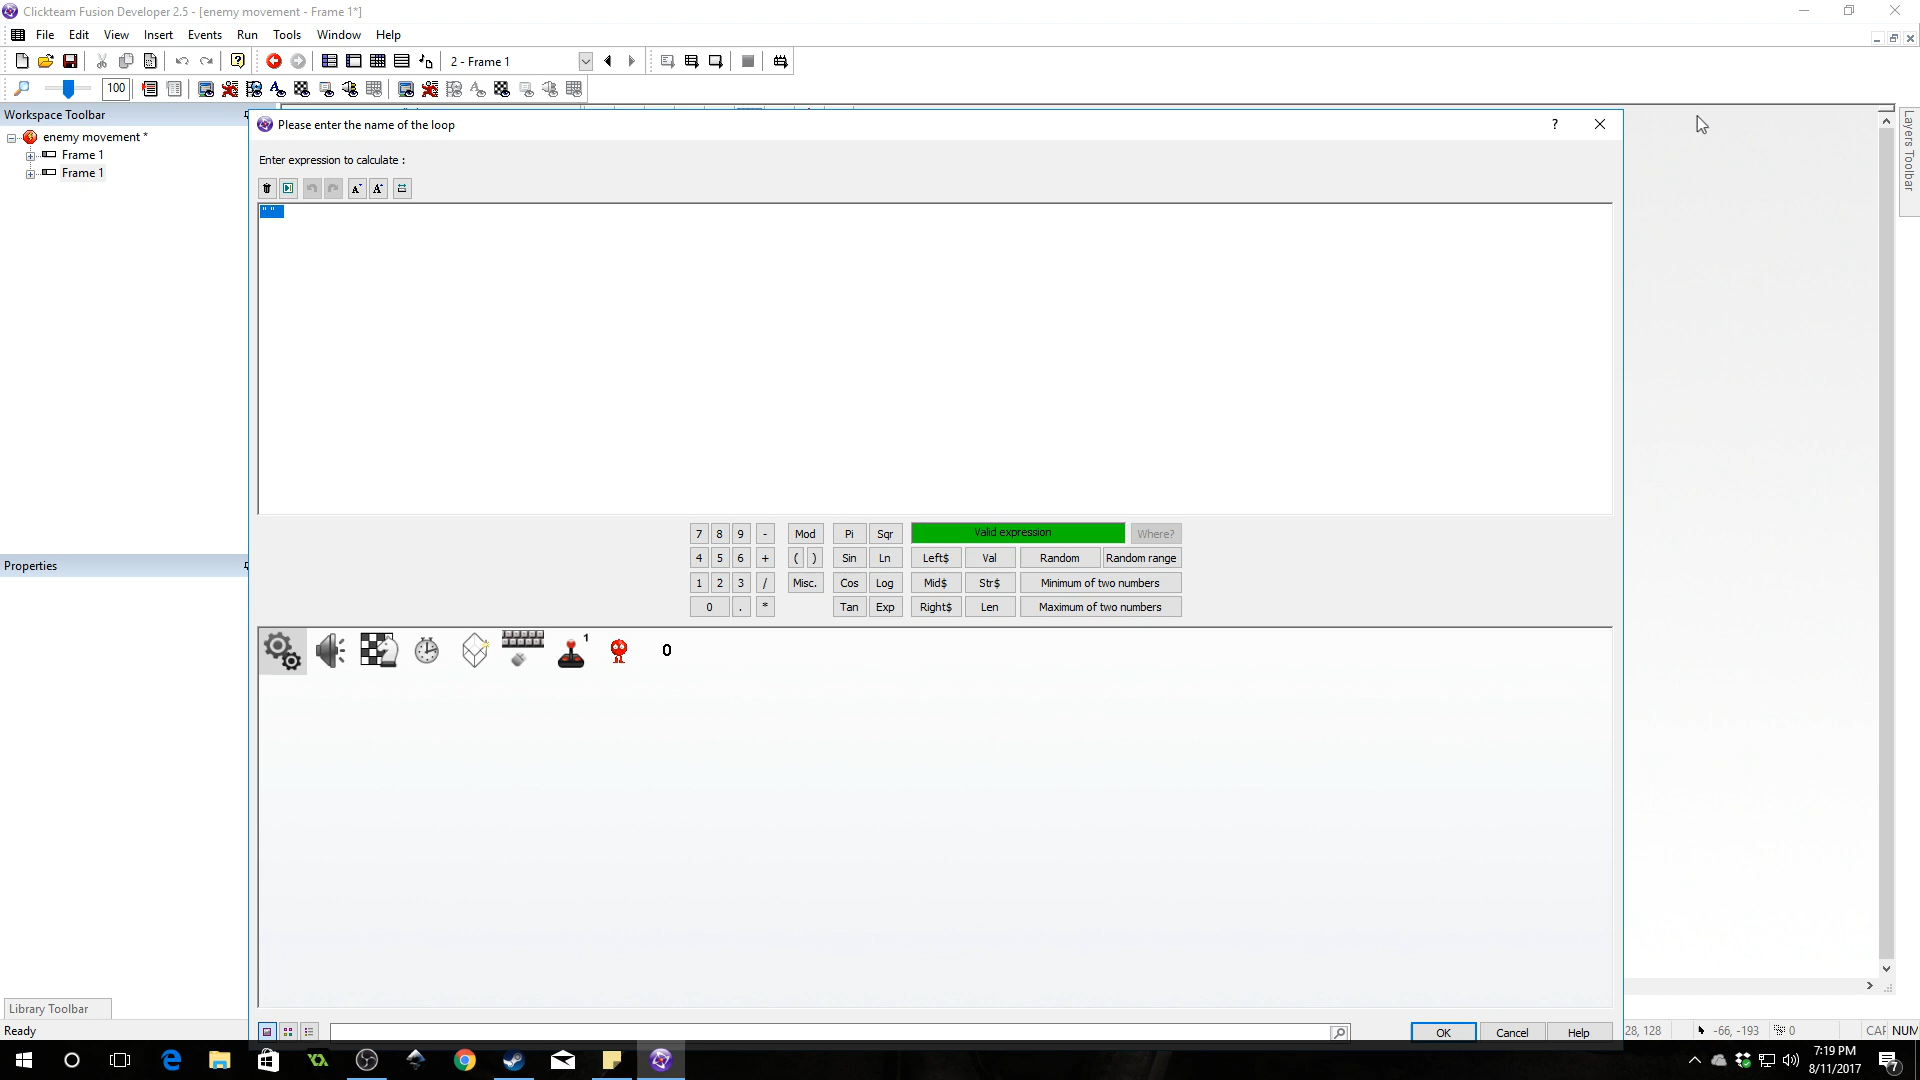 Clickteam Fusion Developer 2.5 - [enemy movement - Frame 1*]
File Edit View Insert Events Run Tools Window Help
2 - Frame 1
100
Workspace Toolbar
enemy movement *
Frame 1
Frame 1
Please enter the name of the loop
Enter expression to calculate :
" "
7 8 9 - Mod Pi Sqr Valid expression Where?
4 5 6 + ( ) Sin Ln Left$ Val Random Random range
1 2 3 / Misc. Cos Log Mid$ Str$ Minimum of two numbers
0 . * Tan Exp Right$ Len Maximum of two numbers
1
0
Properties
Layers Toolbar
Library Toolbar
OK Cancel Help
Ready
28, 128 -66, -193 0 CAP NUM
7:19 PM
8/11/2017
7